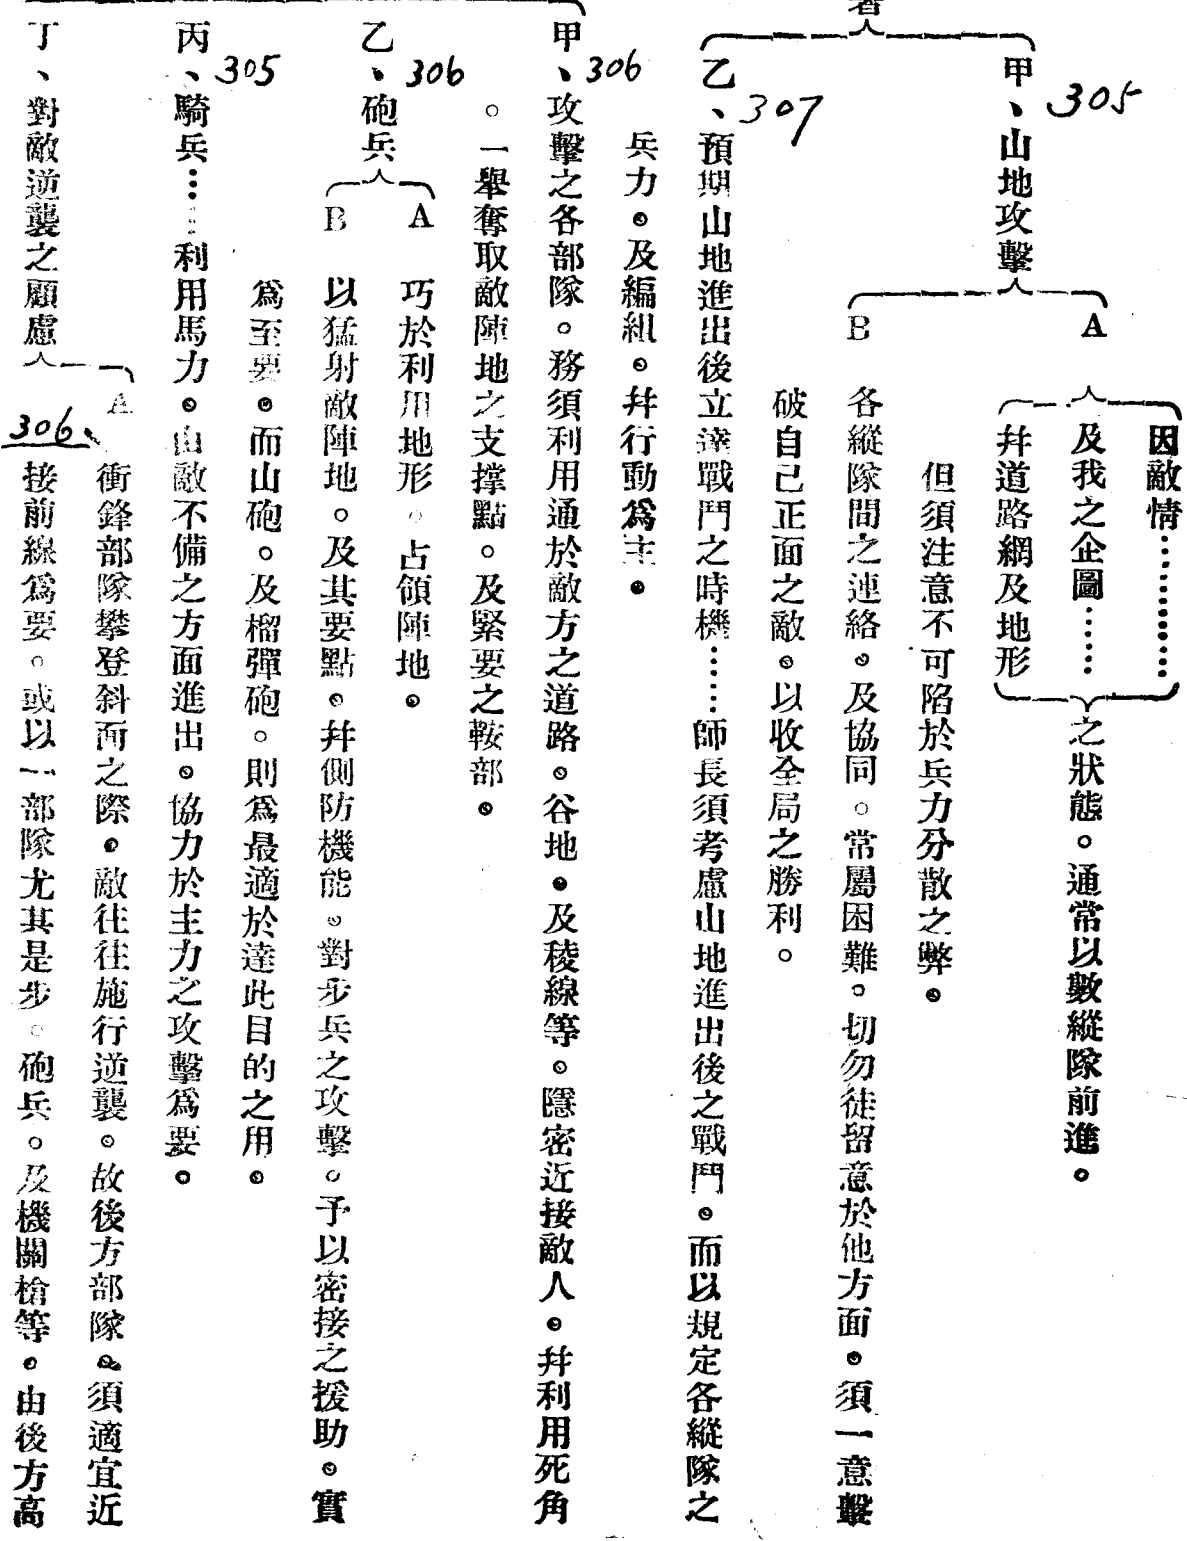 者
甲、山地攻擊
305
A
因敵情…………
及我之企圖……
幷道路網及地形
之狀態。通常以數縱隊前進。
但須注意不可陷於兵力分散之弊。
B
各縱隊間之連絡。及協同。常屬困難。切勿徒留意於他方面。須一意擊
破自己正面之敵。以收全局之勝利。
乙、預期山地進出後立達戰鬥之時機……師長須考慮山地進出後之戰鬥。而以規定各縱隊之
307
兵力。及編組。幷行動爲主。
甲、攻擊之各部隊。務須利用通於敵方之道路。谷地。及稜線等。隱密近接敵人。幷利用死角
306
。一舉奪取敵陣地之支撐點。及緊要之鞍部。
乙、砲兵
306
A
巧於利用地形。占領陣地。
B
以猛射敵陣地。及其要點。幷側防機能。對步兵之攻擊。予以密接之援助。實
爲至要。而山砲。及榴彈砲。則爲最適於達此目的之用。
丙、騎兵……利用馬力。由敵不備之方面進出。協力於主力之攻擊爲要。
305
丁、對敵逆襲之顧慮
A
衝鋒部隊攀登斜面之際。敵往往施行逆襲。故後方部隊。須適宜近
306
接前線爲要。或以一部隊尤其是步。砲兵。及機關槍等。由後方高